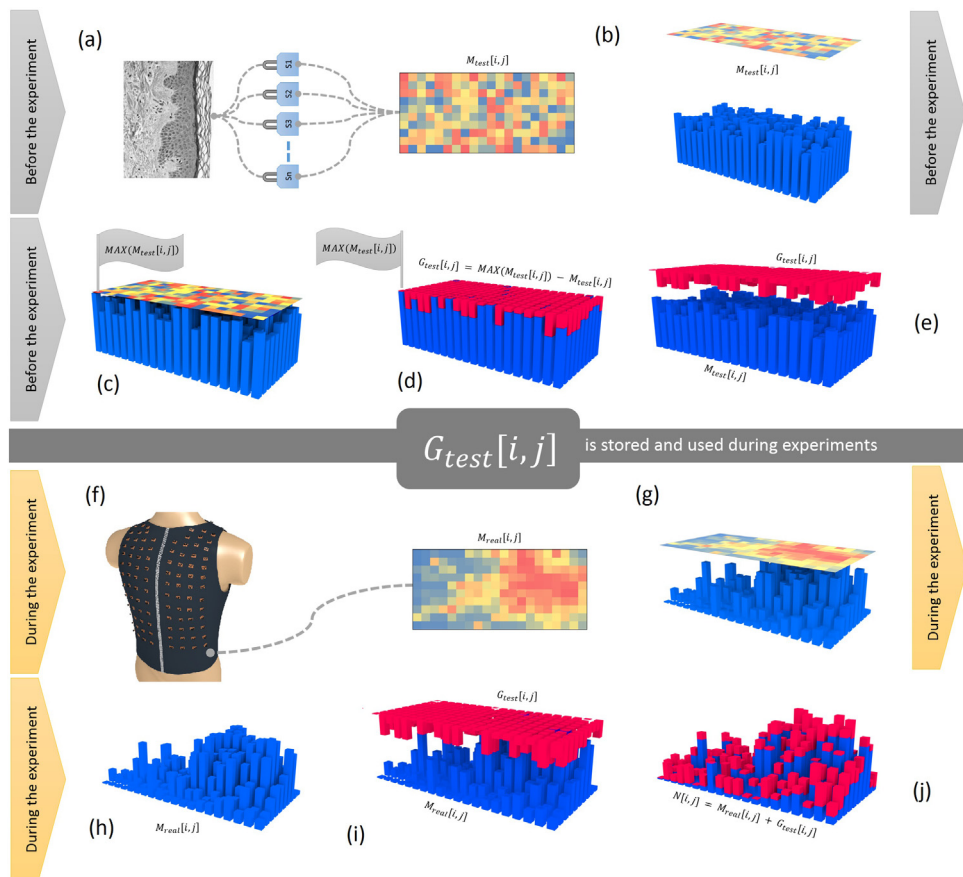 Before the experiment
(a)
S1
S2
S3
Sn
M_test[i,j]
(b)
M_test[i,j]
Before the experiment
Before the experiment
MAX(M_test[i,j])
(c)
MAX(M_test[i,j])
G_test[i,j] = MAX(M_test[i,j]) − M_test[i,j]
(d)
G_test[i,j]
M_test[i,j]
(e)
G_test[i,j] is stored and used during experiments
During the experiment
(f)
M_real[i,j]
(g)
During the experiment
During the experiment
(h)
M_real[i,j]
G_test[i,j]
M_real[i,j]
(i)
N[i,j] = M_real[i,j] + G_test[i,j]
(j)